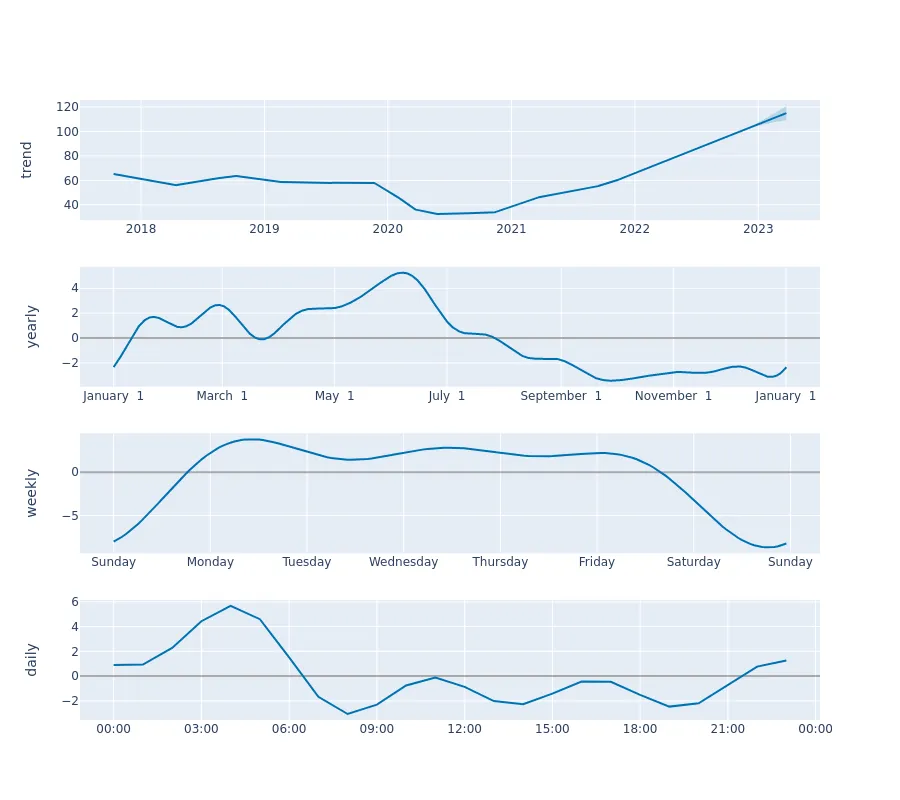 trend
120
100
80
60
40
2018 2019 2020 2021 2022 2023
yearly
4
2
0
−2
January 1 March 1 May 1 July 1 September 1 November 1 January 1
weekly
0
−5
Sunday Monday Tuesday Wednesday Thursday Friday Saturday Sunday
daily
6
4
2
0
−2
00:00 03:00 06:00 09:00 12:00 15:00 18:00 21:00 00:00